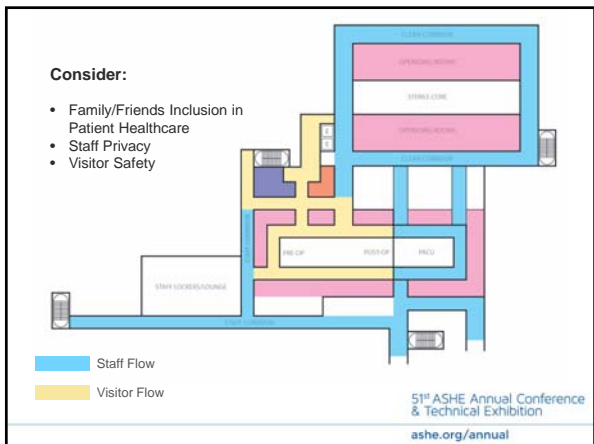 Consider:
• Family/Friends Inclusion in
Patient Healthcare
• Staff Privacy
• Visitor Safety
CLEAN CORRIDOR
OPERATING ROOMS
STERILE CORE
OPERATING ROOMS
CLEAN CORRIDOR
E
E
STAFF CORRIDOR
PRE-OP
POST-OP
PACU
STAFF LOCKERS/LOUNGE
STAFF CORRIDOR
Staff Flow
Visitor Flow
51st ASHE Annual Conference
& Technical Exhibition
ashe.org/annual